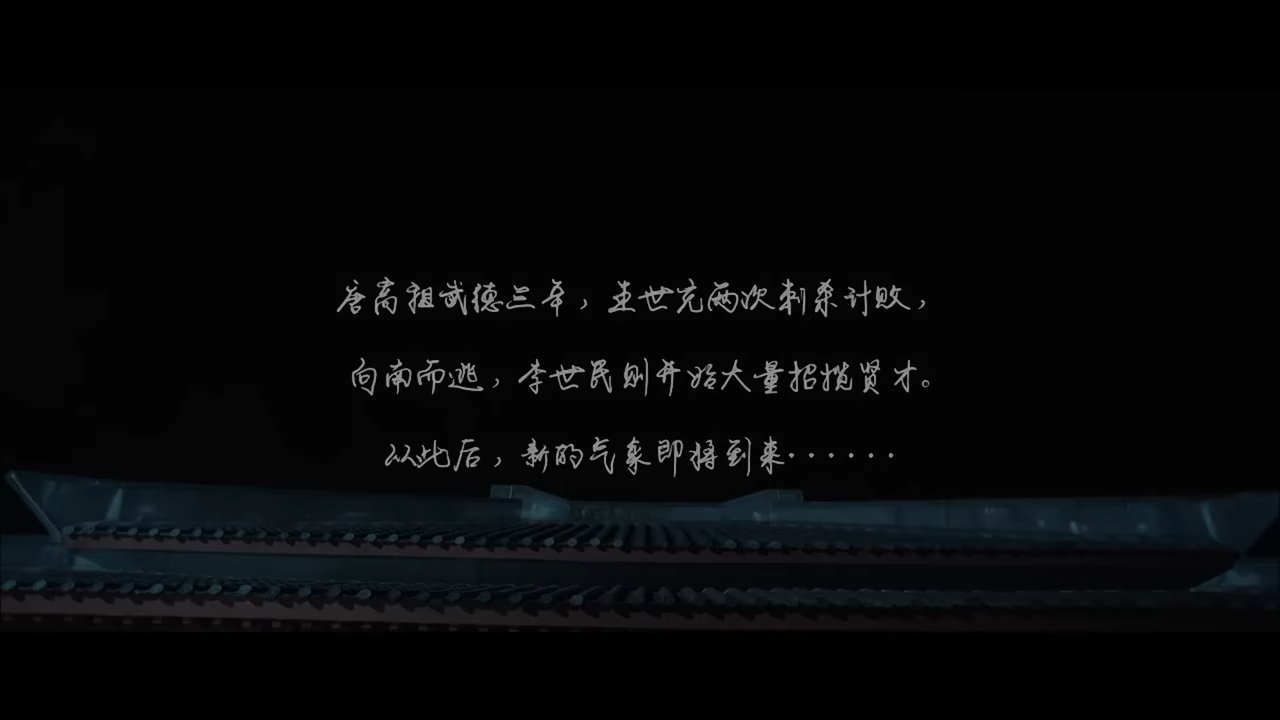 唐高祖武德三年，王世充两次刺杀计败，
向南而逃，李世民则开始大量招揽贤才。
从此后，新的气象即将到来······